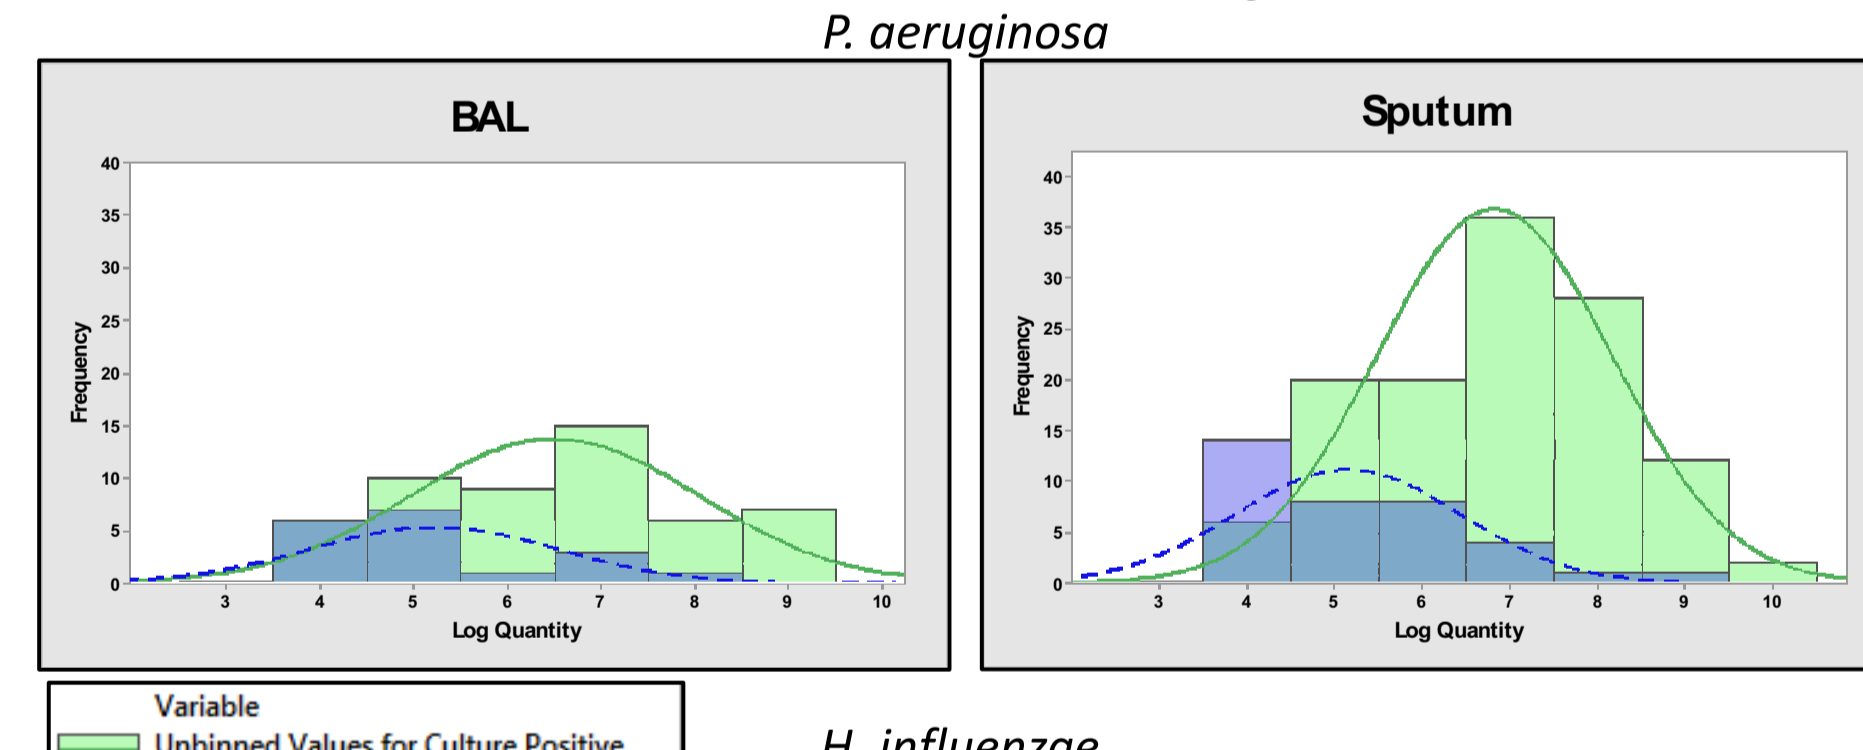 P. aeruginosa
BAL
40
35
30
25
20
15
10
5
0
Frequency
3 4 5 6 7 8 9 10
Log Quantity
Sputum
40
35
30
25
20
15
10
5
0
Frequency
3 4 5 6 7 8 9 10
Log Quantity
Variable
Unbinned Values for Culture Positive
H. influenzae